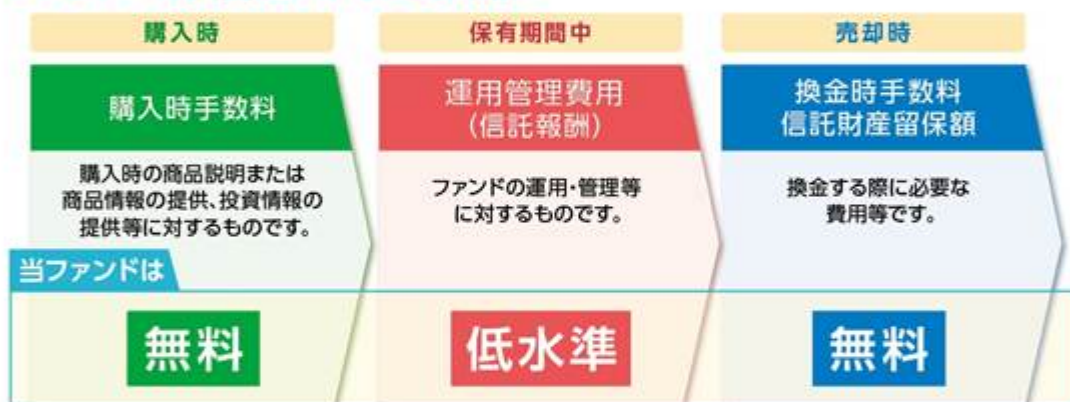 購入時
保有期間中
売却時
購入時手数料
運用管理費用
(信託報酬)
換金時手数料
信託財産留保額
購入時の商品説明または
商品情報の提供、投資情報の
提供等に対するものです。
ファンドの運用・管理等
に対するものです。
換金する際に必要な
費用等です。
当ファンドは
無料
低水準
無料